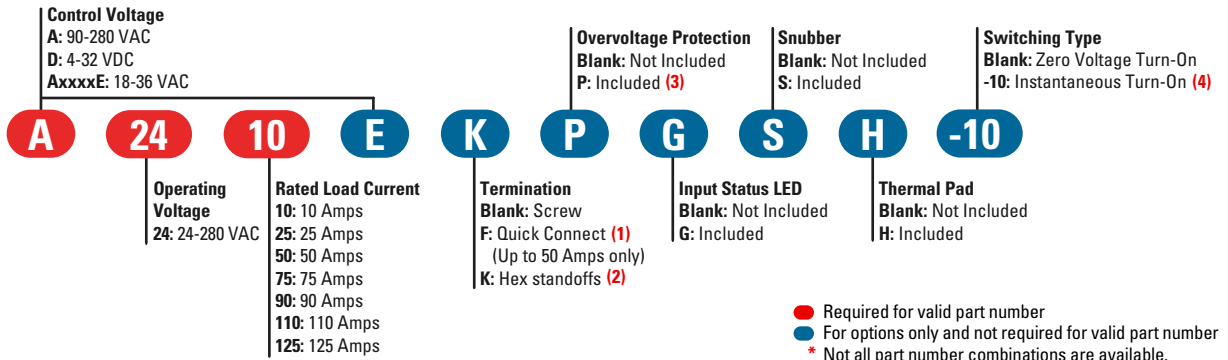 Control Voltage
A: 90-280 VAC
D: 4-32 VDC
AxxxxE: 18-36 VAC
Overvoltage Protection
Blank: Not Included
P: Included (3)
Snubber
Blank: Not Included
S: Included
Switching Type
Blank: Zero Voltage Turn-On
-10: Instantaneous Turn-On (4)
A 24 10 E K P G S H -10
Operating
Voltage
24: 24-280 VAC
Rated Load Current
10: 10 Amps
25: 25 Amps
50: 50 Amps
75: 75 Amps
90: 90 Amps
110: 110 Amps
125: 125 Amps
Termination
Blank: Screw
F: Quick Connect (1)
(Up to 50 Amps only)
K: Hex standoffs (2)
Input Status LED
Blank: Not Included
G: Included
Thermal Pad
Blank: Not Included
H: Included
Required for valid part number
For options only and not required for valid part number
* Not all part number combinations are available.